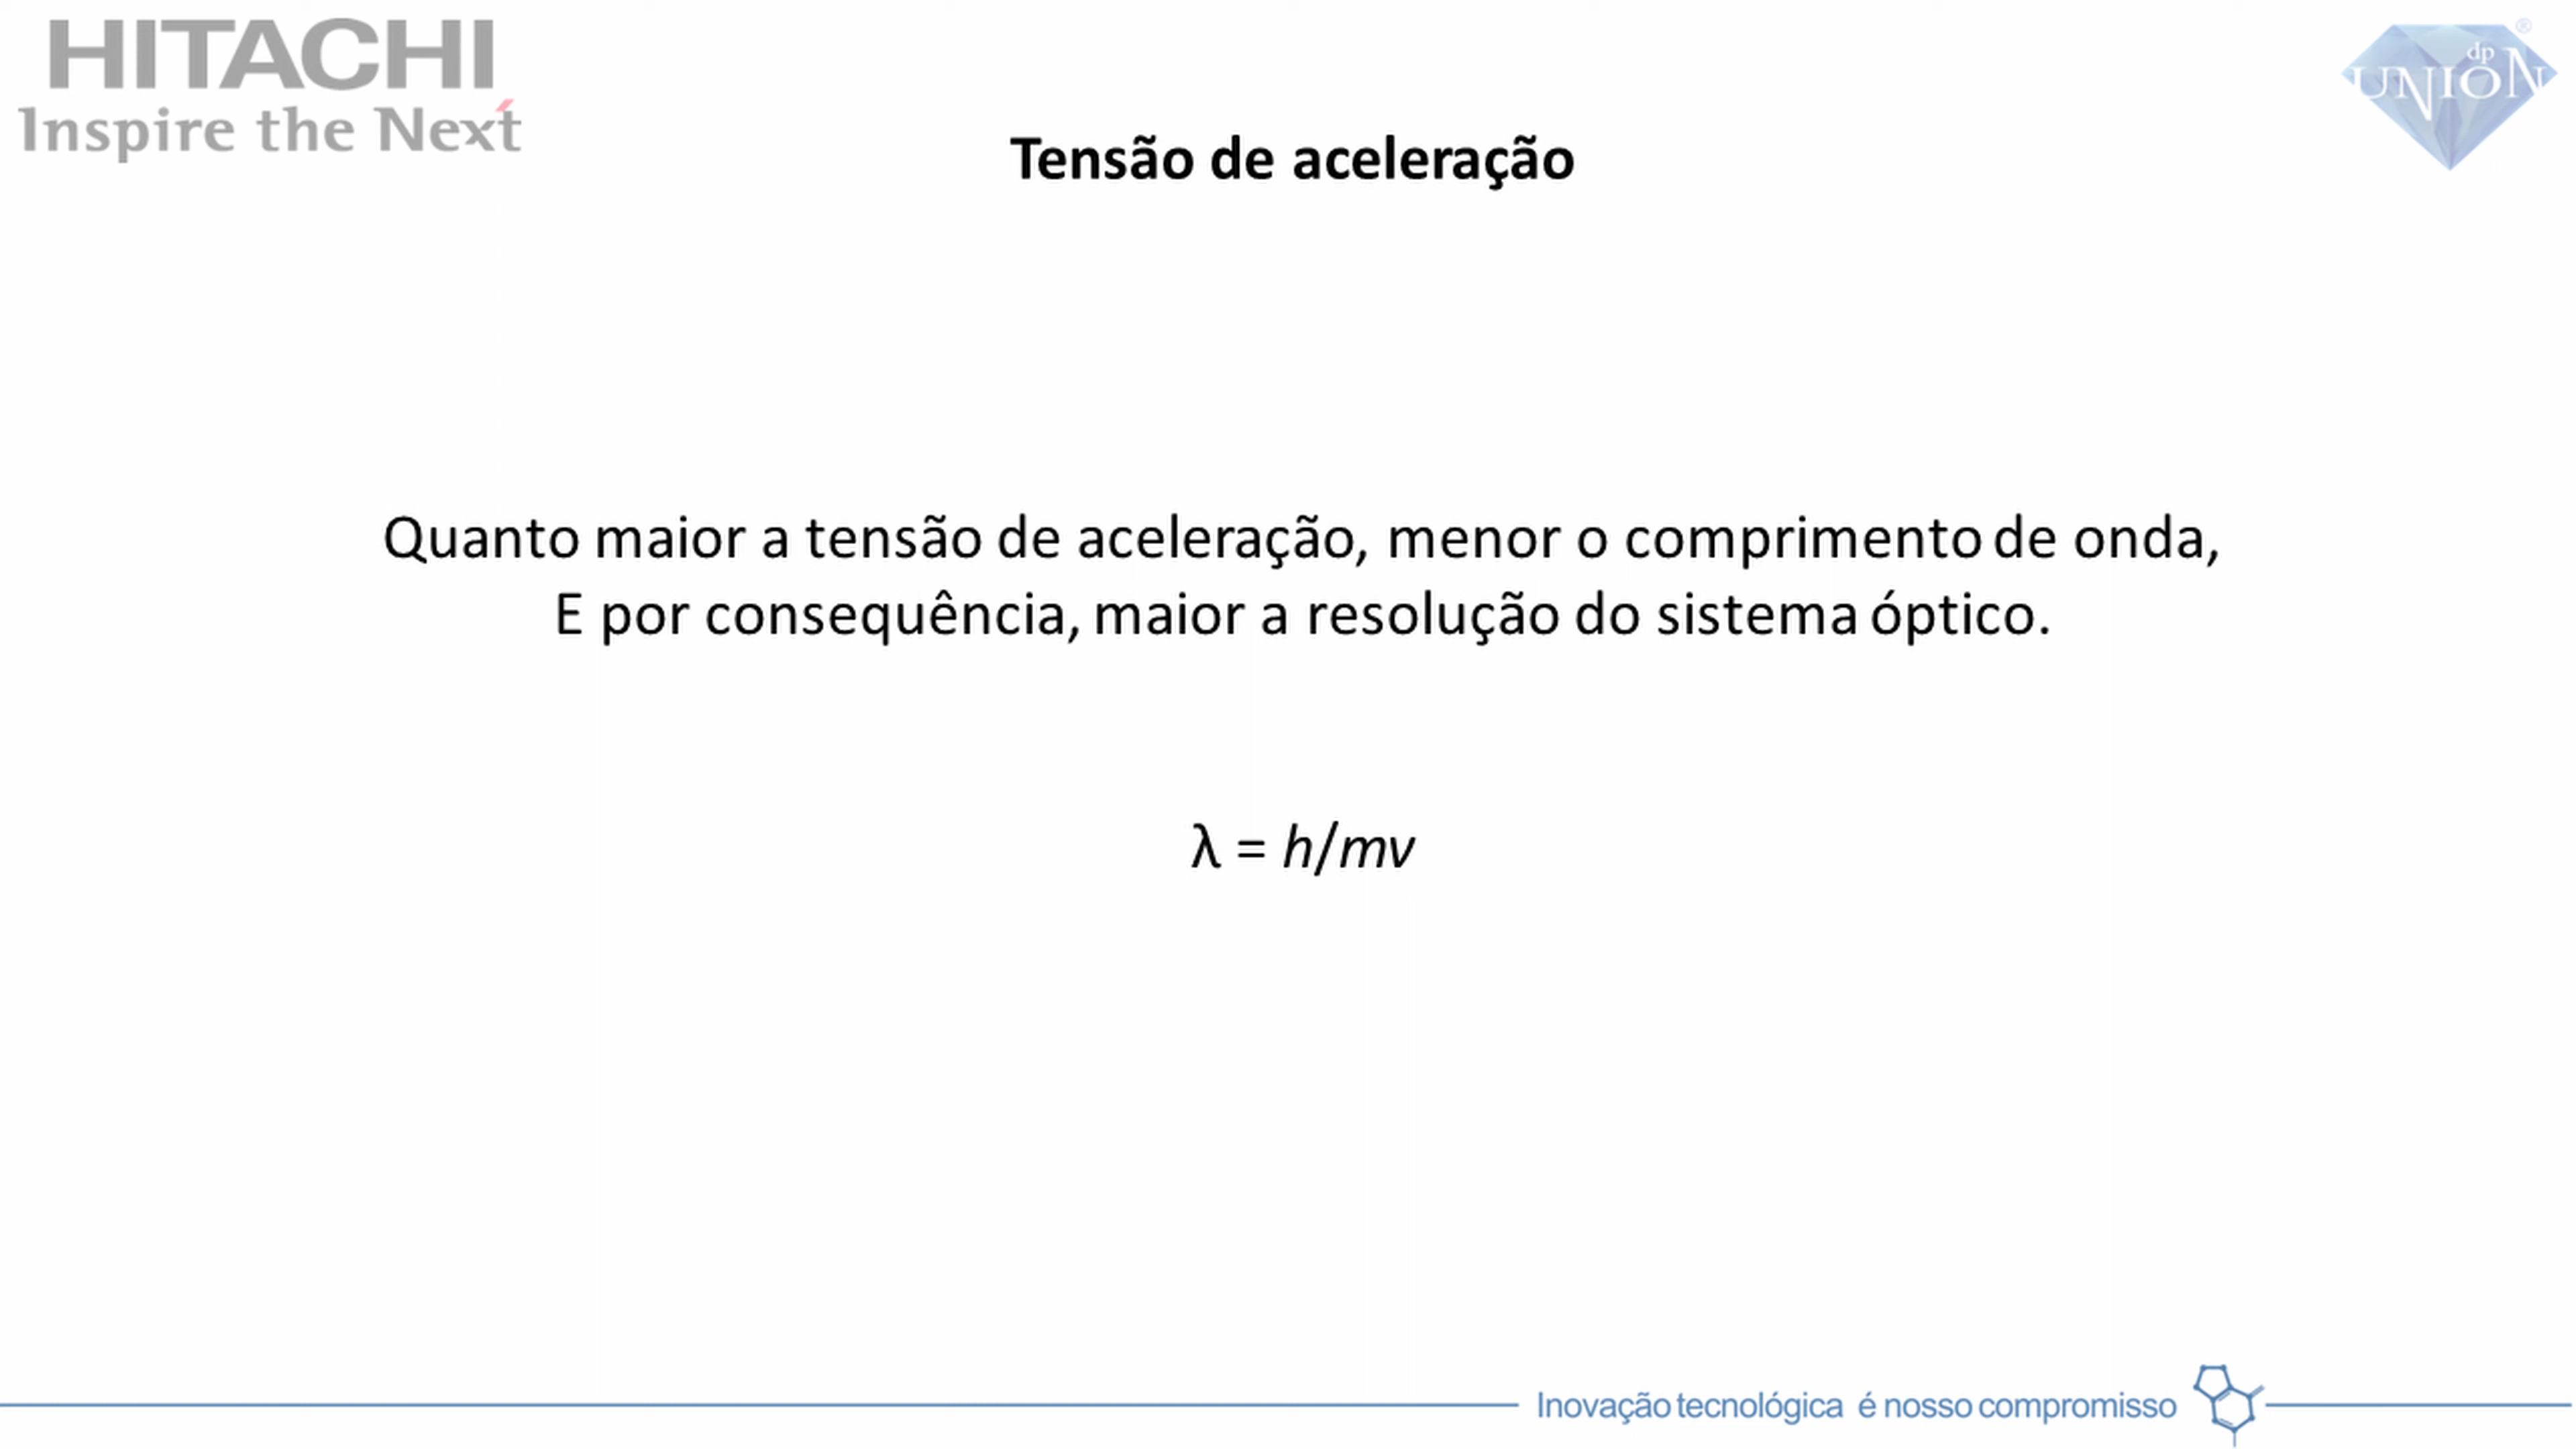 HITACHI
Inspire the Next
dp
UNION
®
Tensão de aceleração
Quanto maior a tensão de aceleração, menor o comprimento de onda,
E por consequência, maior a resolução do sistema óptico.
λ = h/mv
Inovação tecnológica é nosso compromisso